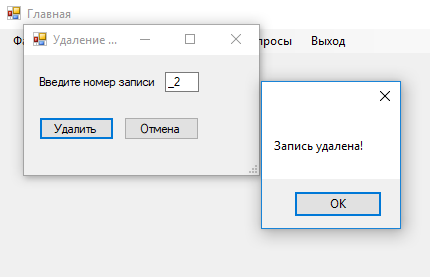 Главная
Удаление ...
просы Выход
Введите номер записи _2
Удалить Отмена
Запись удалена!
OK